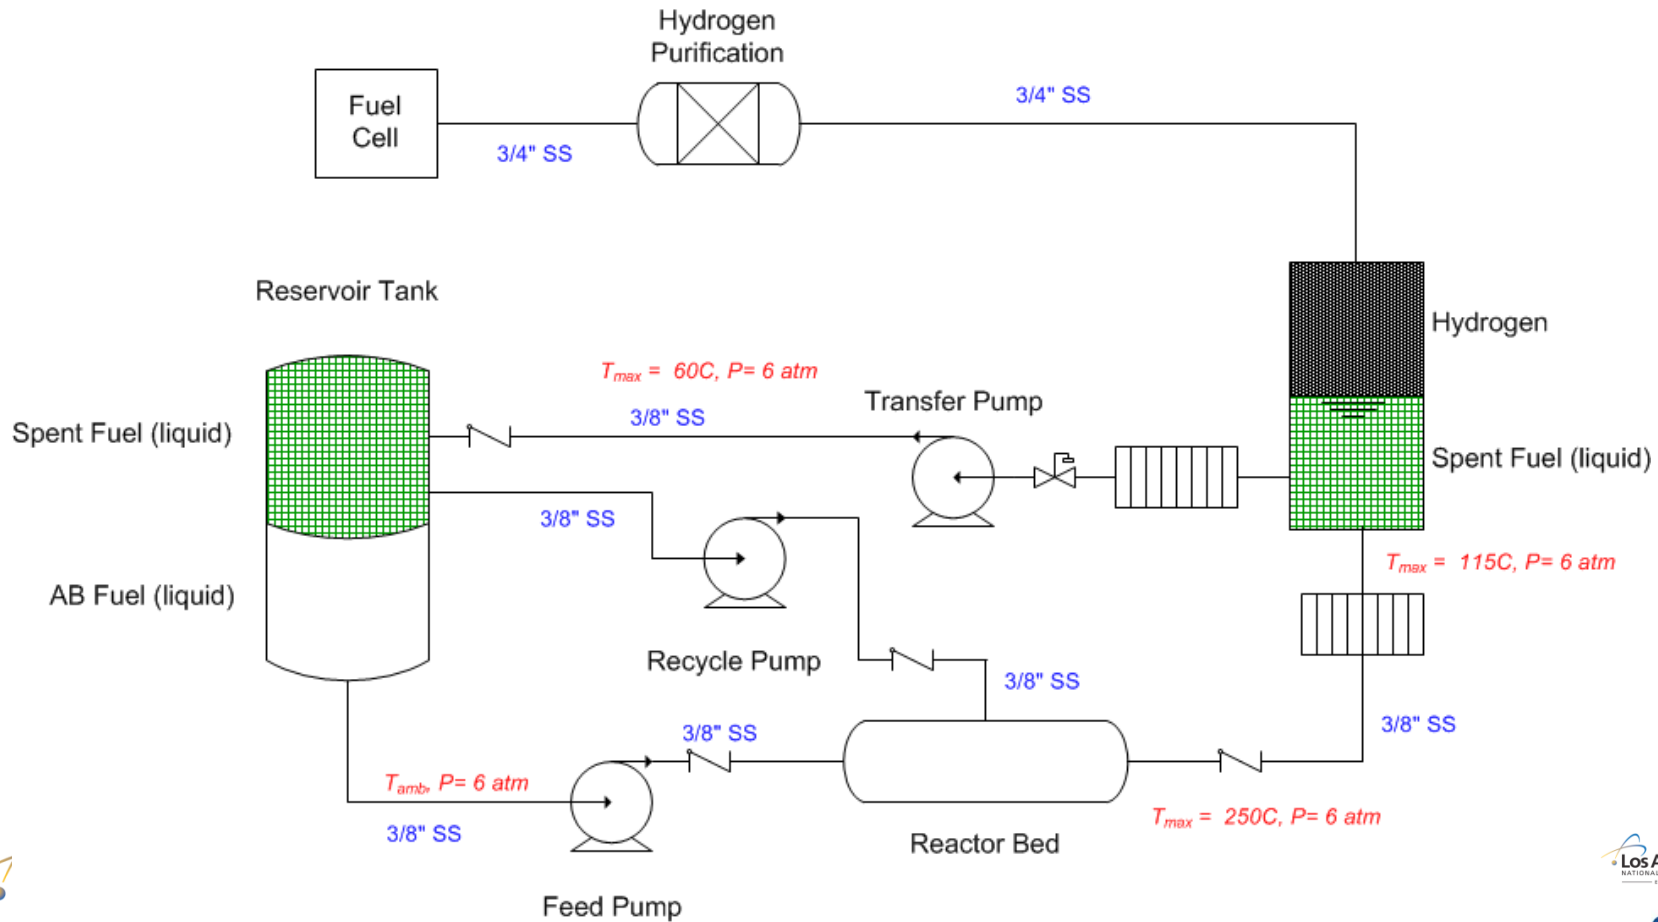 Hydrogen
Purification
Fuel
Cell
3/4" SS
3/4" SS
Reservoir Tank
Hydrogen
Tmax = 60C, P= 6 atm
Transfer Pump
3/8" SS
Spent Fuel (liquid)
Spent Fuel (liquid)
3/8" SS
Tmax = 115C, P= 6 atm
AB Fuel (liquid)
Recycle Pump
3/8" SS
3/8" SS
3/8" SS
Tamb, P= 6 atm
3/8" SS
Tmax = 250C, P= 6 atm
Reactor Bed
Feed Pump
Los A
NATIONAL